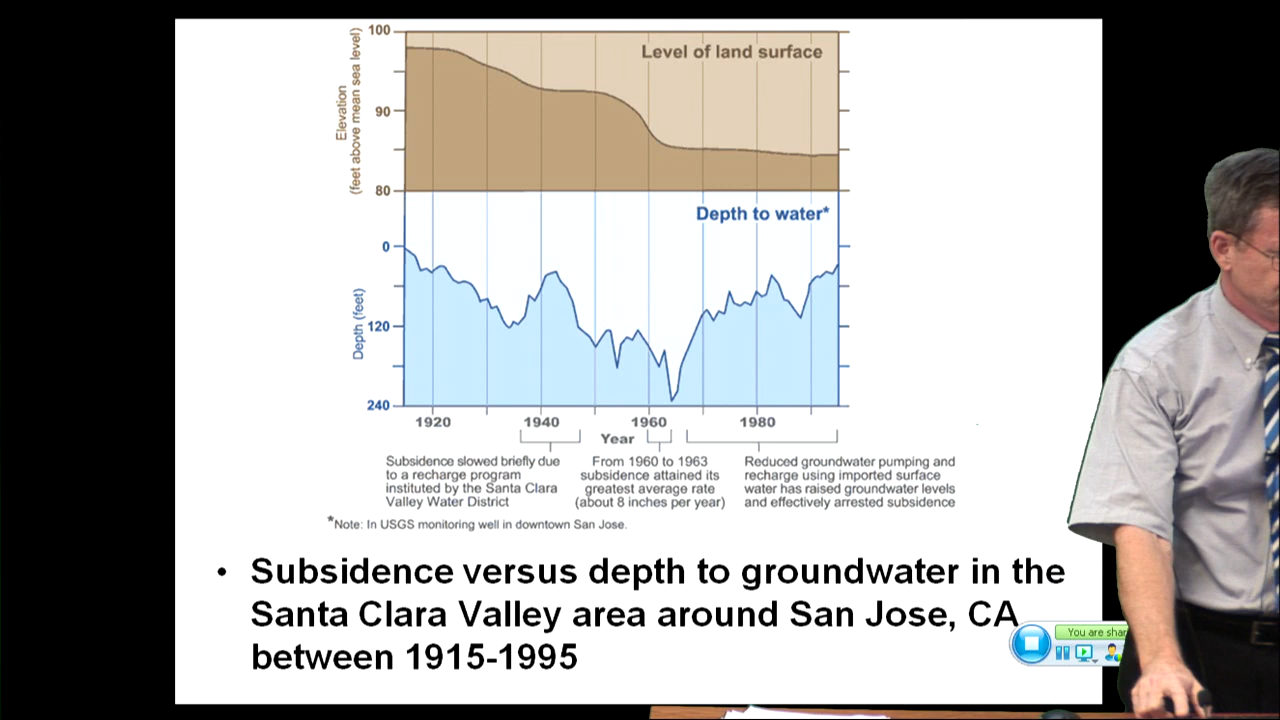 100
Level of land surface
Elevation
(feet above mean sea level)
90
80
Depth to water*
0
Depth (feet)
120
240
1920 1940 1960 1980
Year
Subsidence slowed briefly due
to a recharge program
instituted by the Santa Clara
Valley Water District
From 1960 to 1963
subsidence attained its
greatest average rate
(about 8 inches per year)
Reduced groundwater pumping and
recharge using imported surface
water has raised groundwater levels
and effectively arrested subsidence
*Note: In USGS monitoring well in downtown San Jose.
• Subsidence versus depth to groundwater in the
Santa Clara Valley area around San Jose, CA
between 1915-1995
You are shar